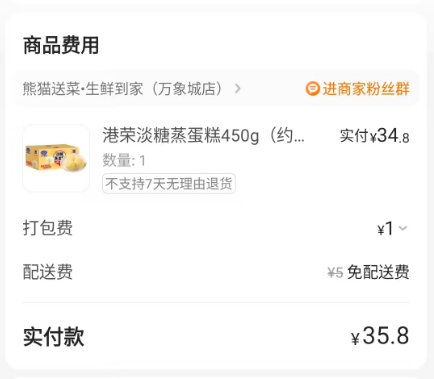 商品费用
熊猫送菜•生鲜到家（万象城店） > 进商家粉丝群
港荣淡糖蒸蛋糕450g（约... 实付¥34.8
数量: 1
不支持7天无理由退货
打包费 ¥1
配送费 ¥5 免配送费
实付款 ¥35.8